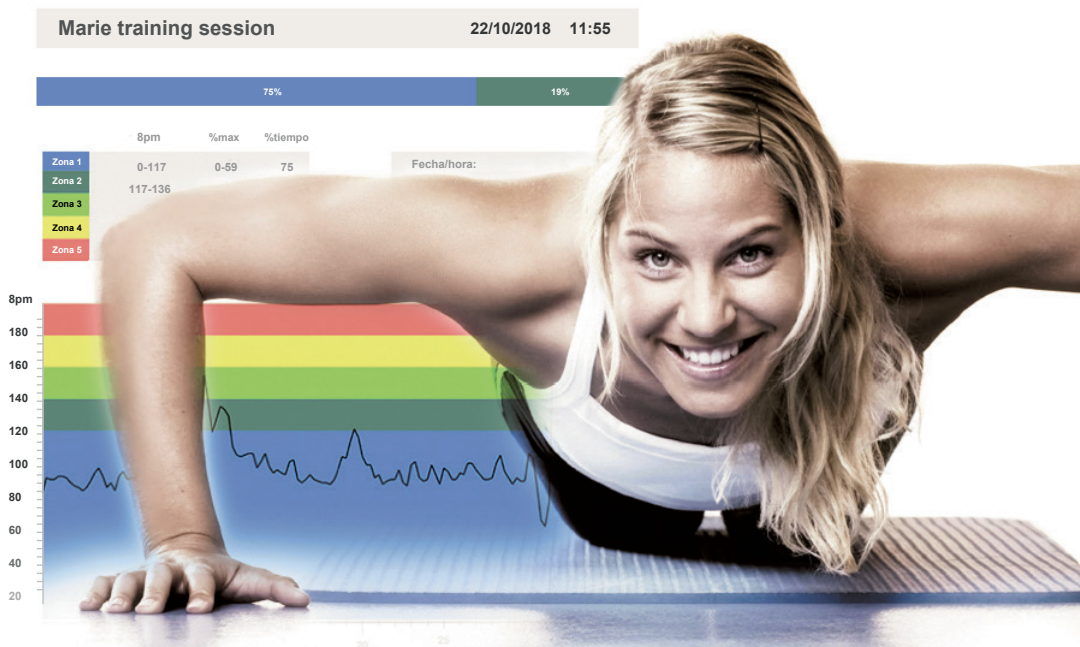 Marie training session 22/10/2018 11:55
75% 19%
8pm %max %tiempo
Zona 1 0-117 0-59 75 Fecha/hora:
Zona 2 117-136
Zona 3
Zona 4
Zona 5
8pm
180
160
140
120
100
80
60
40
20
25